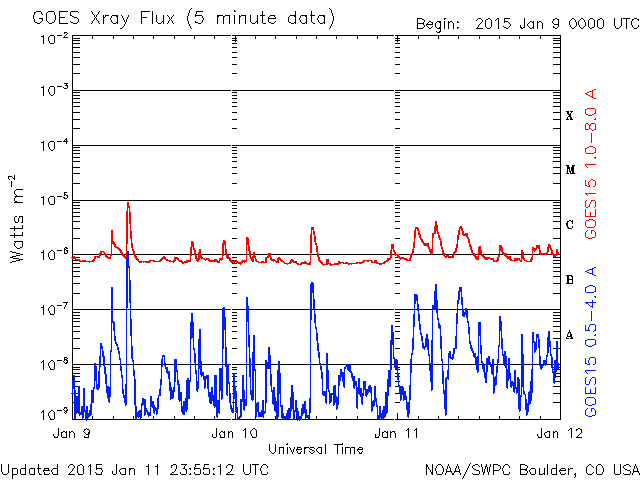 GOES Xray Flux (5 minute data)
Begin: 2015 Jan 9 0000 UTC
10-2
10-3
10-4
10-5
10-6
10-7
10-8
10-9
Watts m-2
X
M
C
B
A
GOES15 1.0-8.0 A
GOES15 0.5-4.0 A
Jan 9
Jan 10
Jan 11
Jan 12
Universal Time
Updated 2015 Jan 11 23:55:12 UTC
NOAA/SWPC Boulder, CO USA